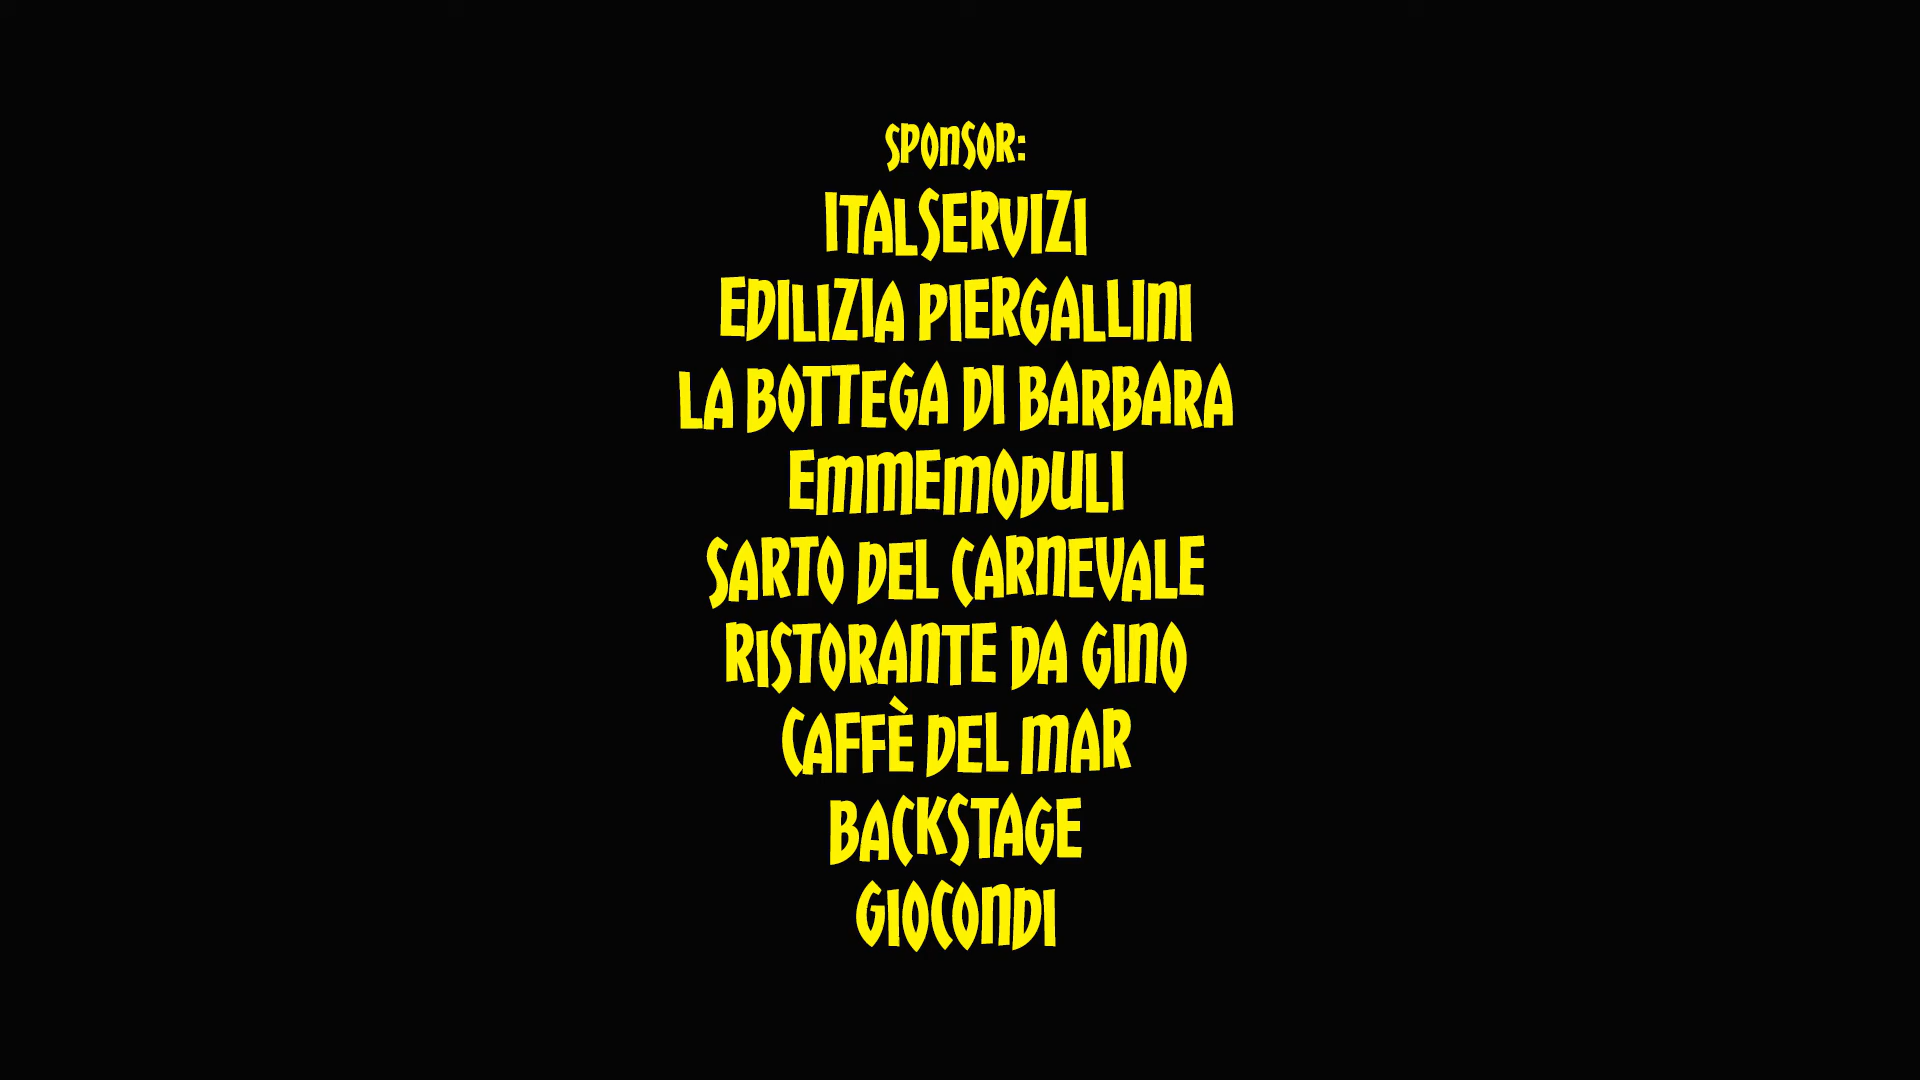 SPONSOR:
ITALSERVIZI
EDILIZIA PIERGALLINI
LA BOTTEGA DI BARBARA
EMMEMODULI
SARTO DEL CARNEVALE
RISTORANTE DA GINO
CAFFÈ DEL MAR
BACKSTAGE
GIOCONDI